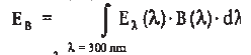 E_B = ∫ E_λ(λ)·B(λ)·dλ
λ = 300 nm